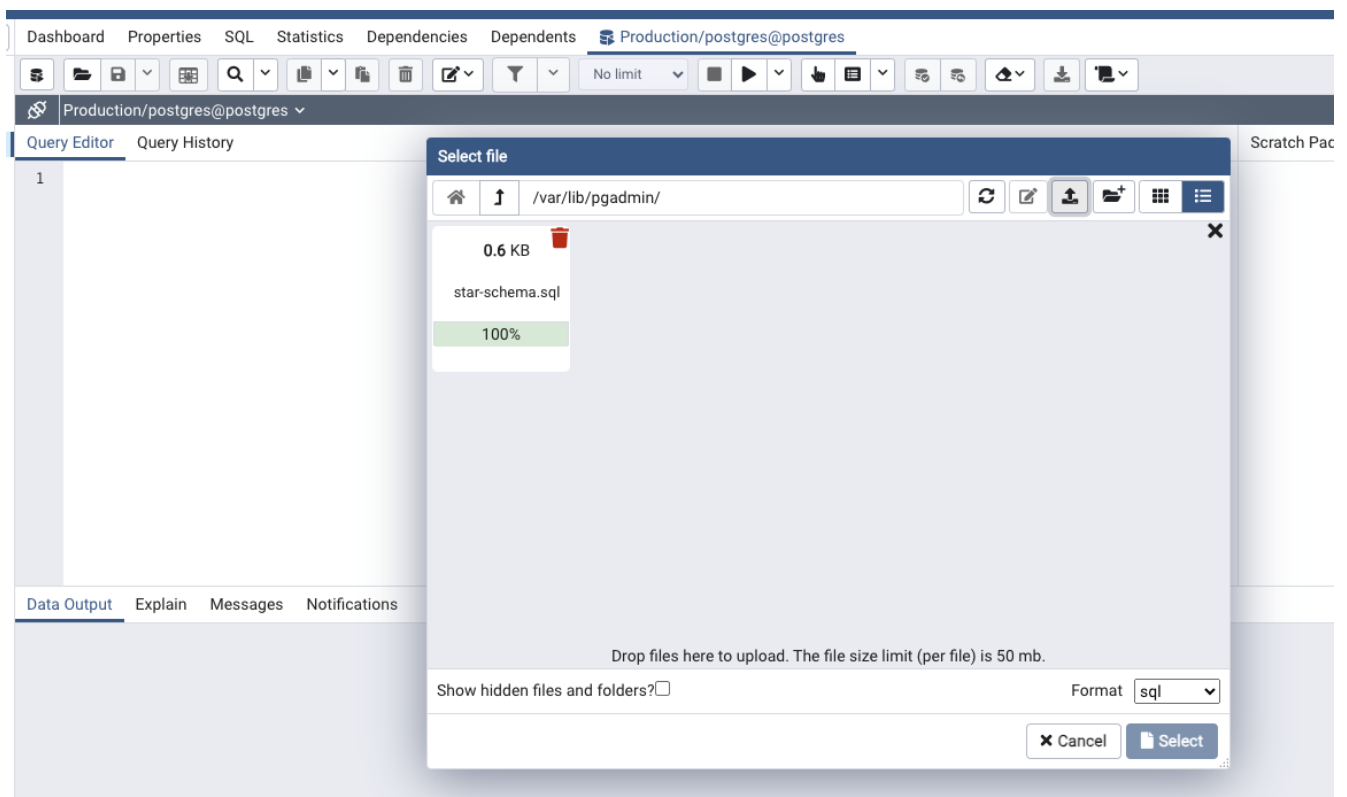 Dashboard Properties SQL Statistics Dependencies Dependents Production/postgres@postgres
No limit
Production/postgres@postgres
Query Editor Query History
Scratch Pad
1
Select file
/var/lib/pgadmin/
0.6 KB
star-schema.sql
100%
Drop files here to upload. The file size limit (per file) is 50 mb.
Data Output Explain Messages Notifications
Show hidden files and folders?
Format sql
Cancel Select